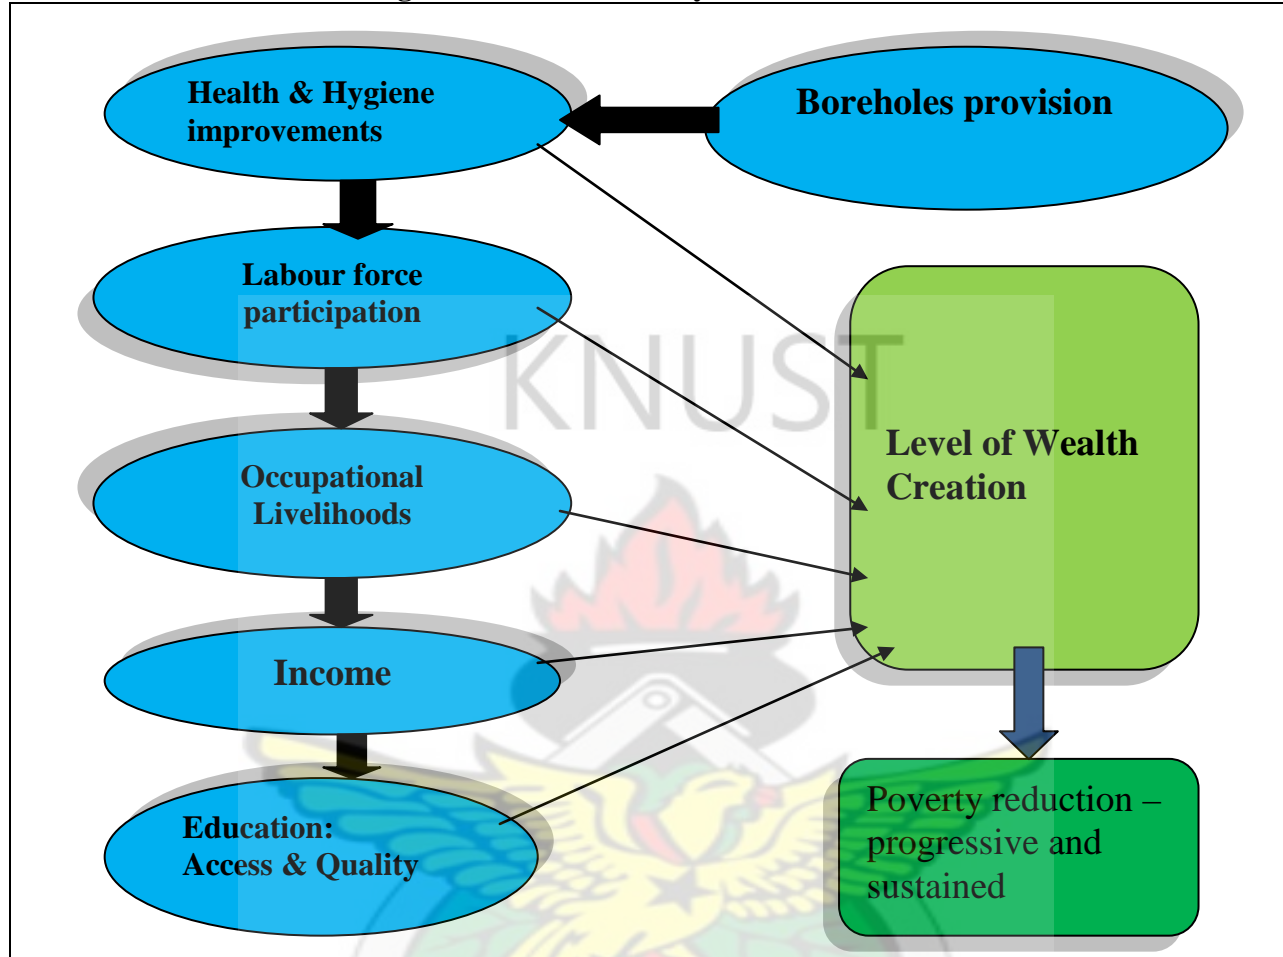 Health & Hygiene
improvements
Boreholes provision
Labour force
participation
KNUST
Level of Wealth
Creation
Occupational
Livelihoods
Income
Education:
Access & Quality
Poverty reduction –
progressive and
sustained